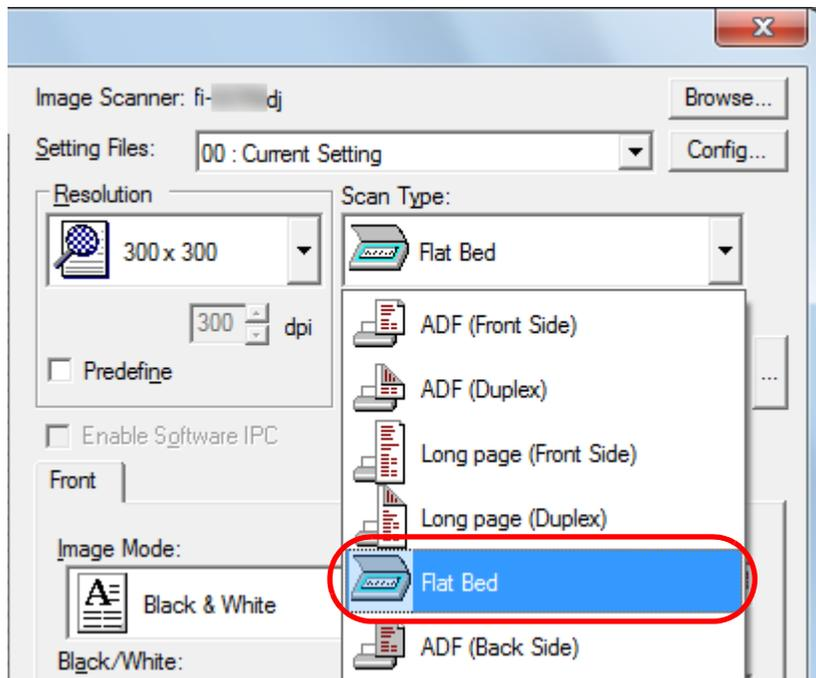 Image Scanner: fi- dj
Browse...
Setting Files:
00 : Current Setting
Config...
Resolution
Scan Type:
300 x 300
Flat Bed
300
dpi
ADF (Front Side)
Predefine
ADF (Duplex)
...
Enable Software IPC
Long page (Front Side)
Front
Long page (Duplex)
Image Mode:
Flat Bed
Black & White
ADF (Back Side)
Black/White: